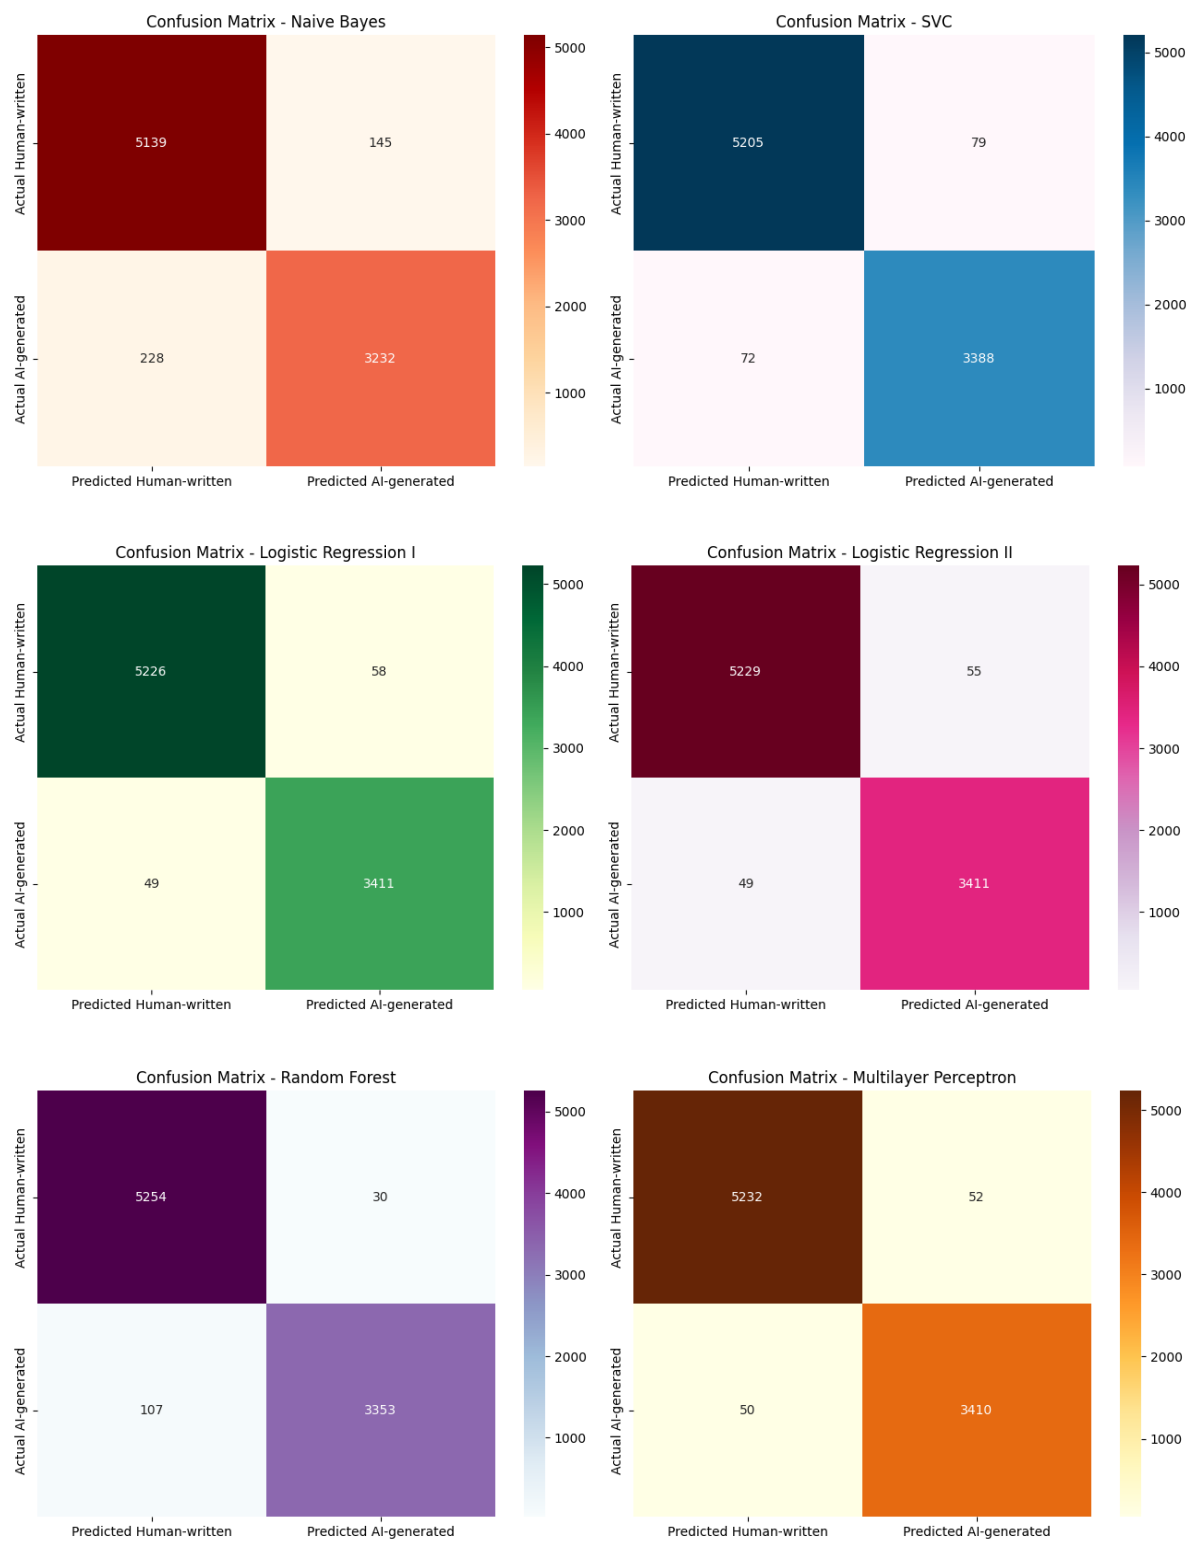 Confusion Matrix - Naive Bayes
Actual Human-written
Actual AI-generated
5139
145
228
3232
Predicted Human-written
Predicted AI-generated
5000
4000
3000
2000
1000
Confusion Matrix - SVC
Actual Human-written
Actual AI-generated
5205
79
72
3388
Predicted Human-written
Predicted AI-generated
5000
4000
3000
2000
1000
Confusion Matrix - Logistic Regression I
Actual Human-written
Actual AI-generated
5226
58
49
3411
Predicted Human-written
Predicted AI-generated
5000
4000
3000
2000
1000
Confusion Matrix - Logistic Regression II
Actual Human-written
Actual AI-generated
5229
55
49
3411
Predicted Human-written
Predicted AI-generated
5000
4000
3000
2000
1000
Confusion Matrix - Random Forest
Actual Human-written
Actual AI-generated
5254
30
107
3353
Predicted Human-written
Predicted AI-generated
5000
4000
3000
2000
1000
Confusion Matrix - Multilayer Perceptron
Actual Human-written
Actual AI-generated
5232
52
50
3410
Predicted Human-written
Predicted AI-generated
5000
4000
3000
2000
1000